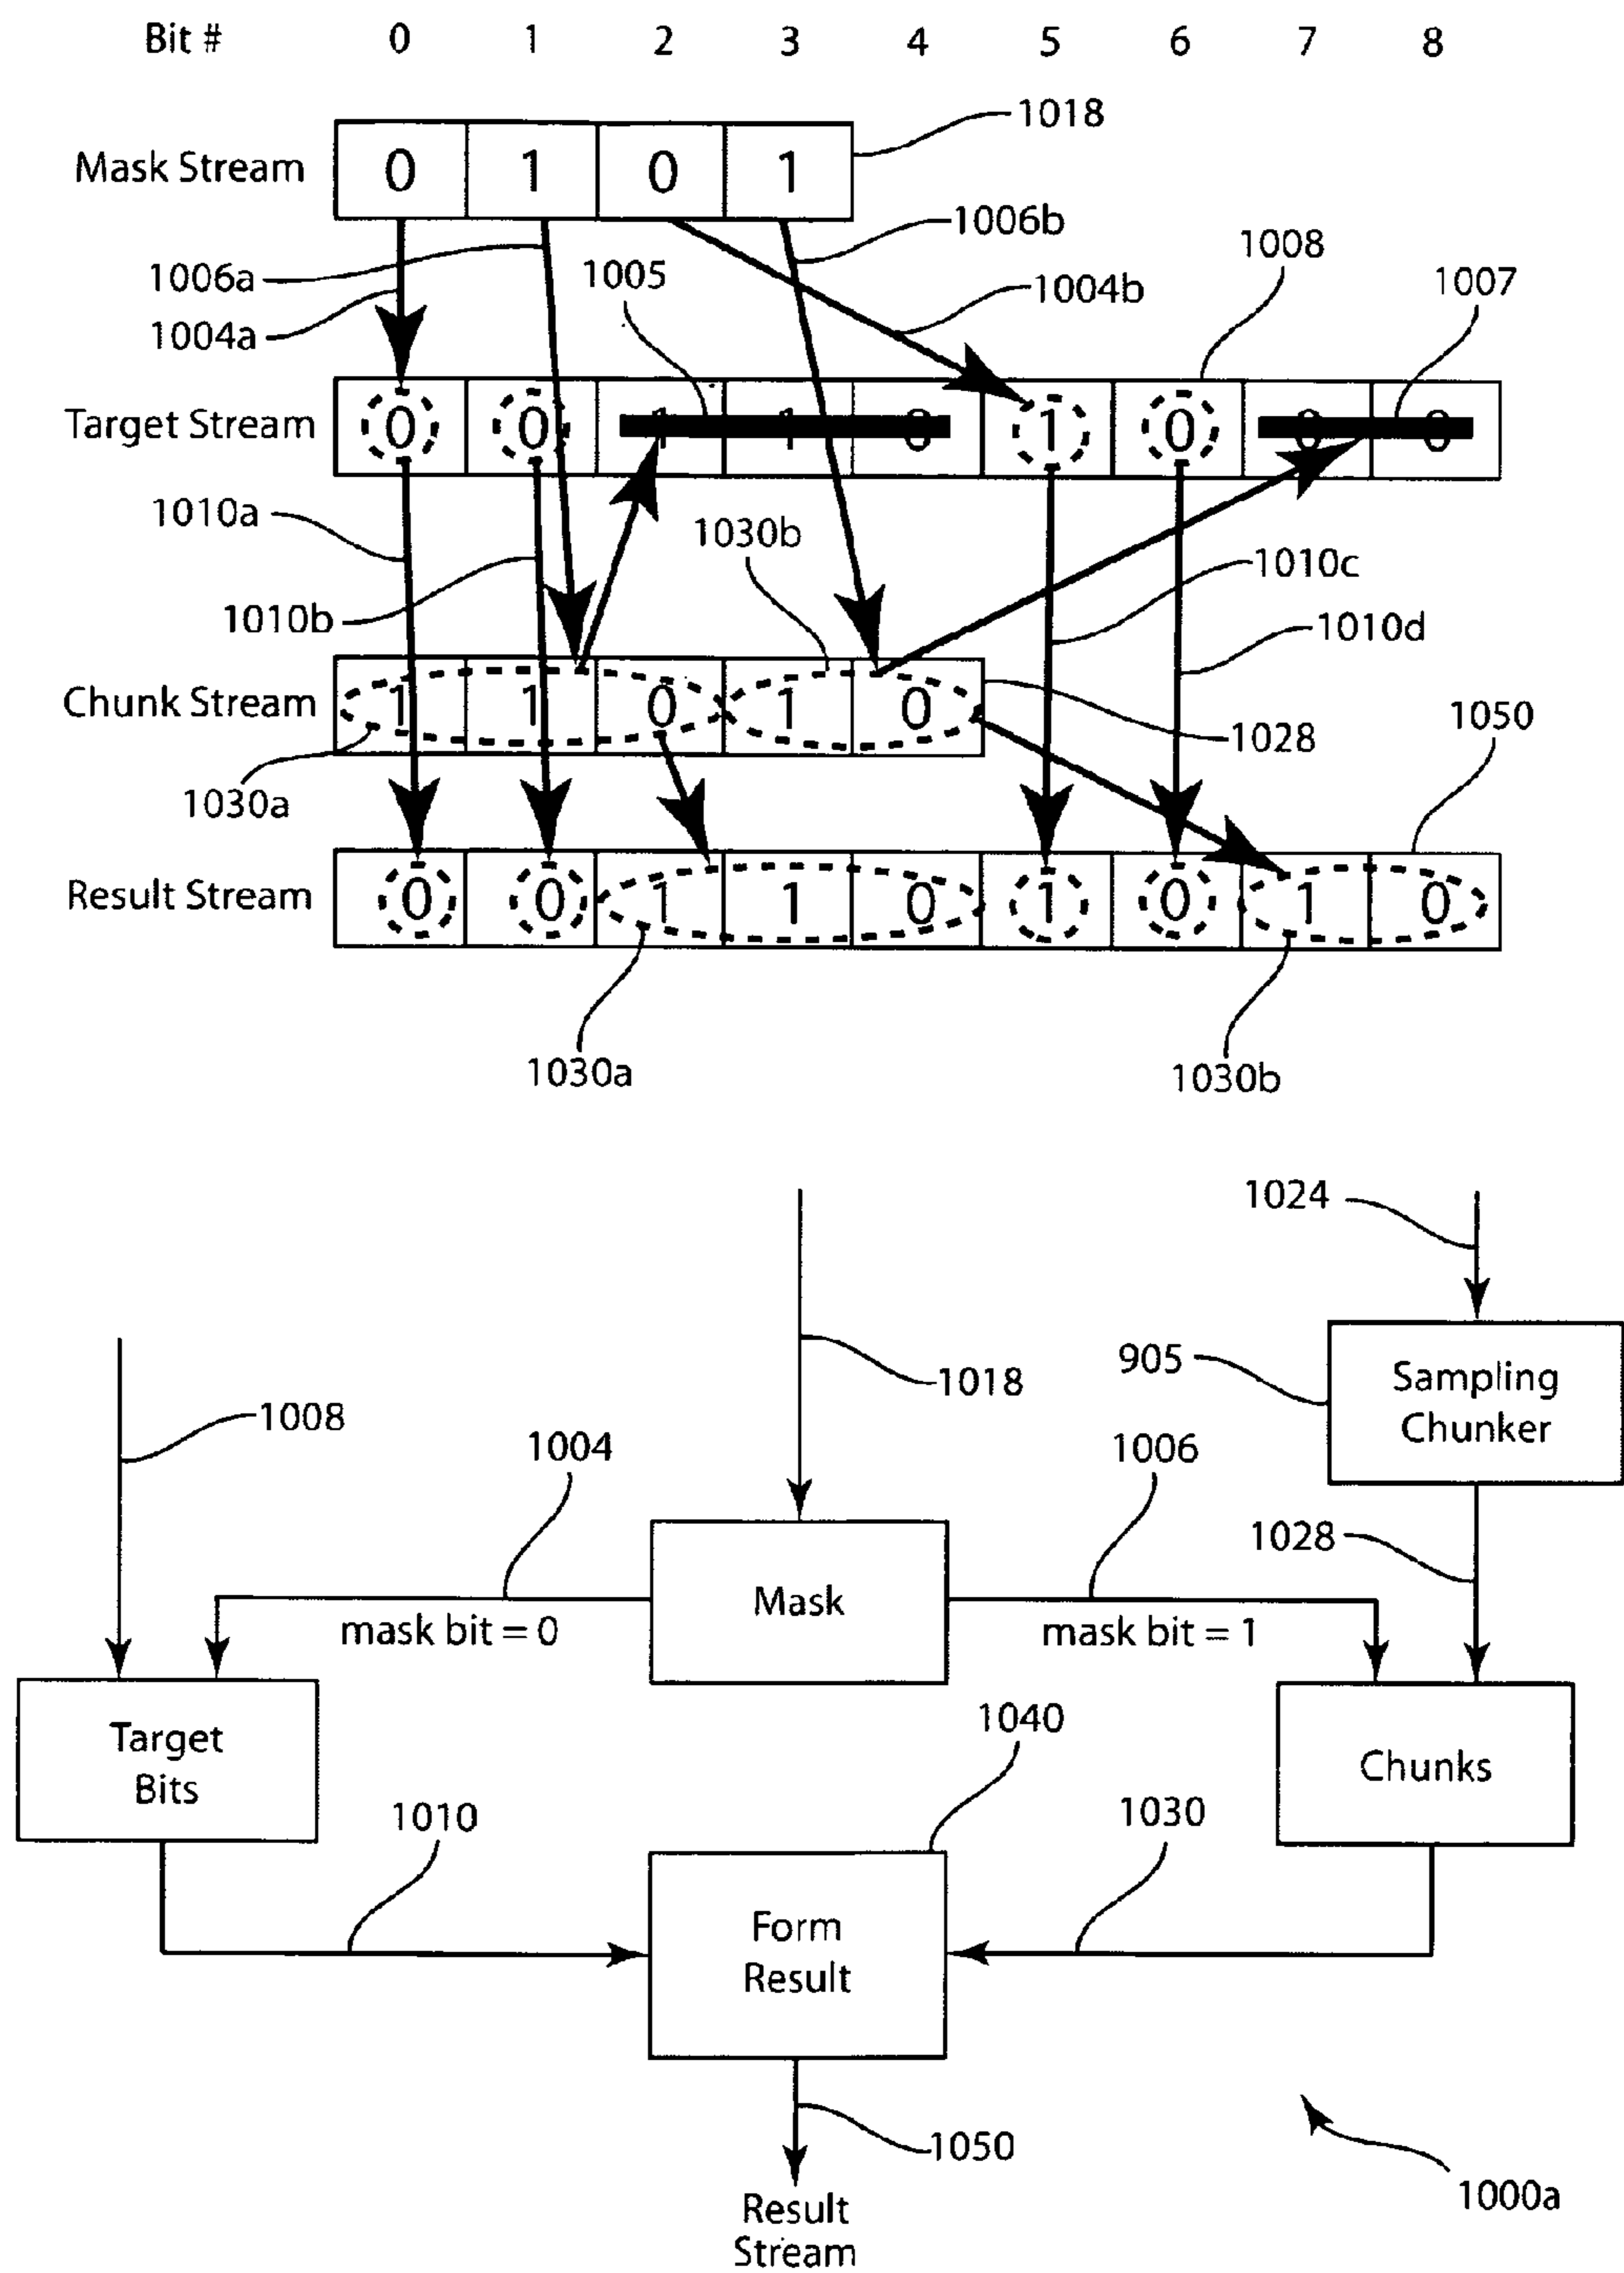 Bit # 0 1 2 3 4 5 6 7 8
1018
Mask Stream 0 1 0 1
1006b
1008
1006a
1005
1007
1004b
1004a
Target Stream 0 0 1 1 0 1 0 0 0
1010a
1030b
1010c
1010b
1010d
Chunk Stream 1 1 0 1 0
1050
1028
1030a
Result Stream 0 0 1 1 0 1 0 1 0
1030a
1030b
1024
905
Sampling
Chunker
1018
1008
1004
1006
1028
Mask
mask bit = 0
mask bit = 1
1040
Target
Bits
Chunks
1010
1030
Form
Result
1050
1000a
Result
Stream